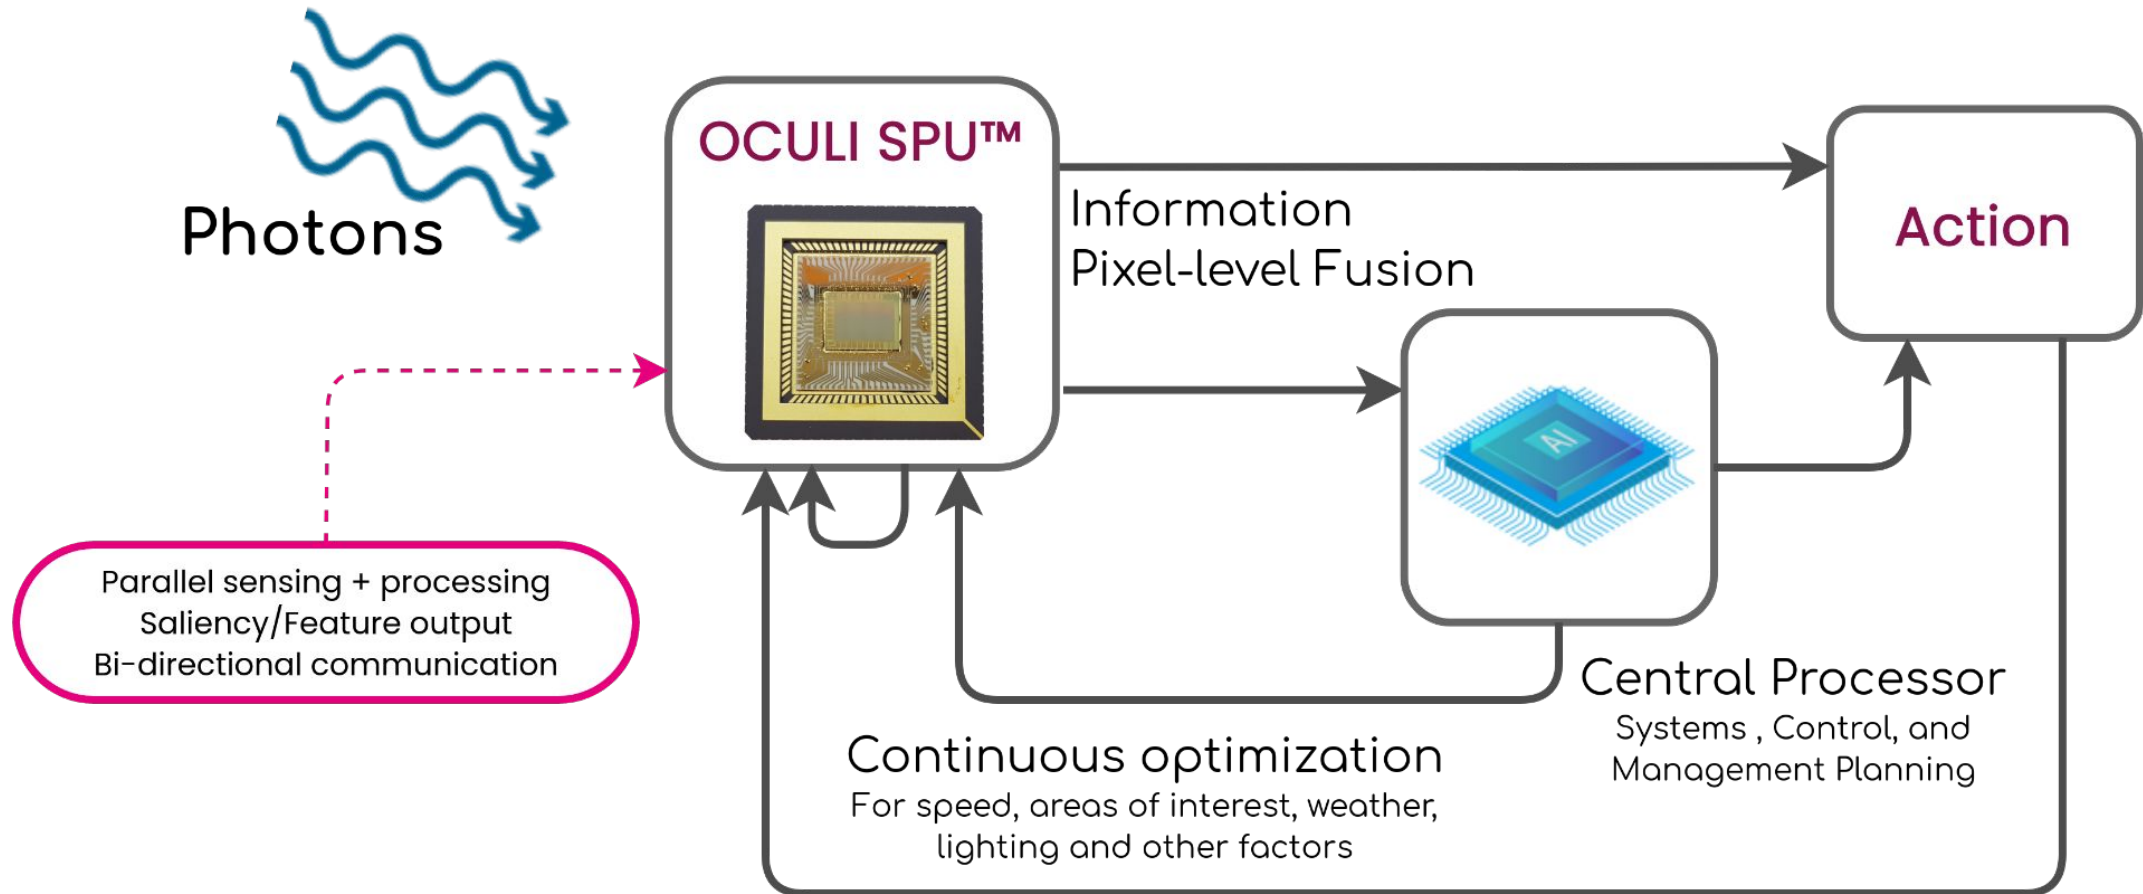 Photons
OCULI SPU™
Information
Pixel-level Fusion
Action
AI
Parallel sensing + processing
Saliency/Feature output
Bi-directional communication
Central Processor
Systems , Control, and
Management Planning
Continuous optimization
For speed, areas of interest, weather,
lighting and other factors